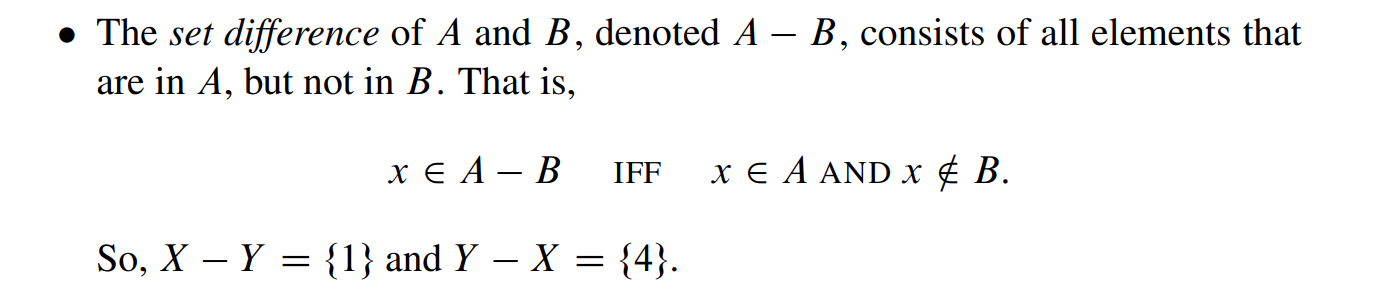 • The set difference of A and B, denoted A − B, consists of all elements that
are in A, but not in B. That is,
x ∈ A − B IFF x ∈ A AND x ∉ B.
So, X − Y = {1} and Y − X = {4}.